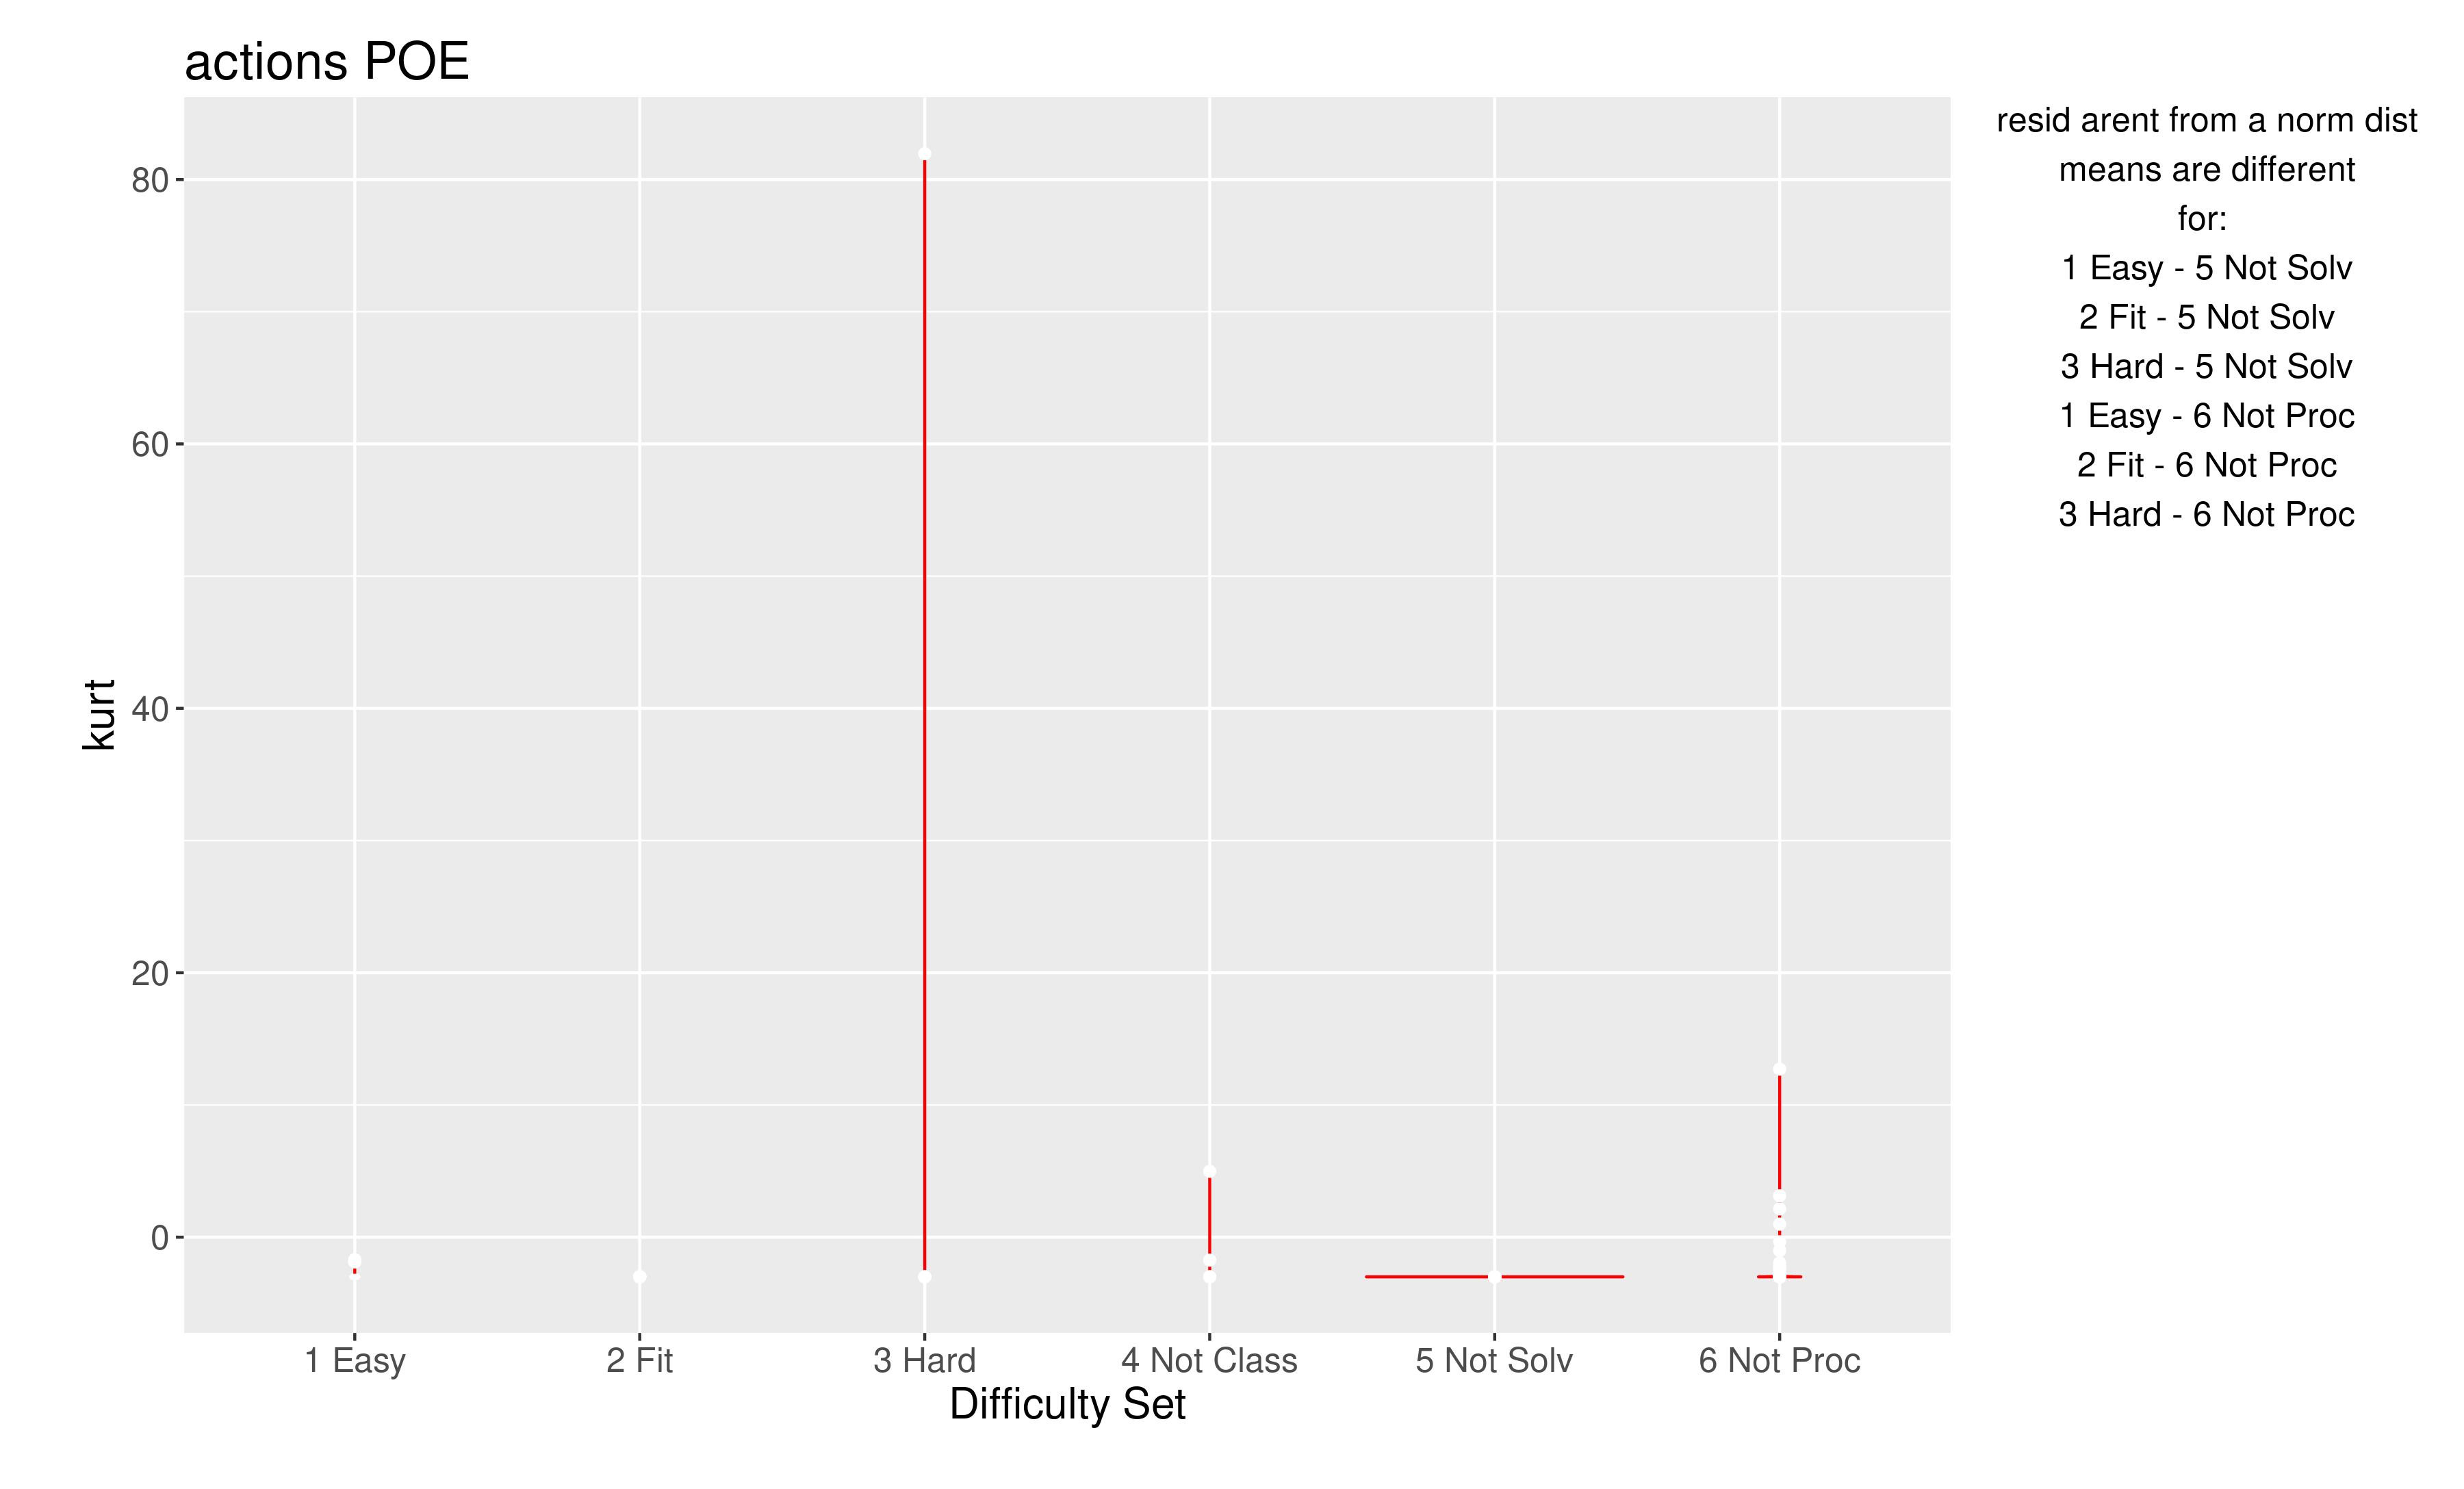 actions POE
resid arent from a norm dist
means are different
for:
1 Easy - 5 Not Solv
2 Fit - 5 Not Solv
3 Hard - 5 Not Solv
1 Easy - 6 Not Proc
2 Fit - 6 Not Proc
3 Hard - 6 Not Proc
80
60
40
20
0
kurt
1 Easy
2 Fit
3 Hard
4 Not Class
5 Not Solv
6 Not Proc
Difficulty Set